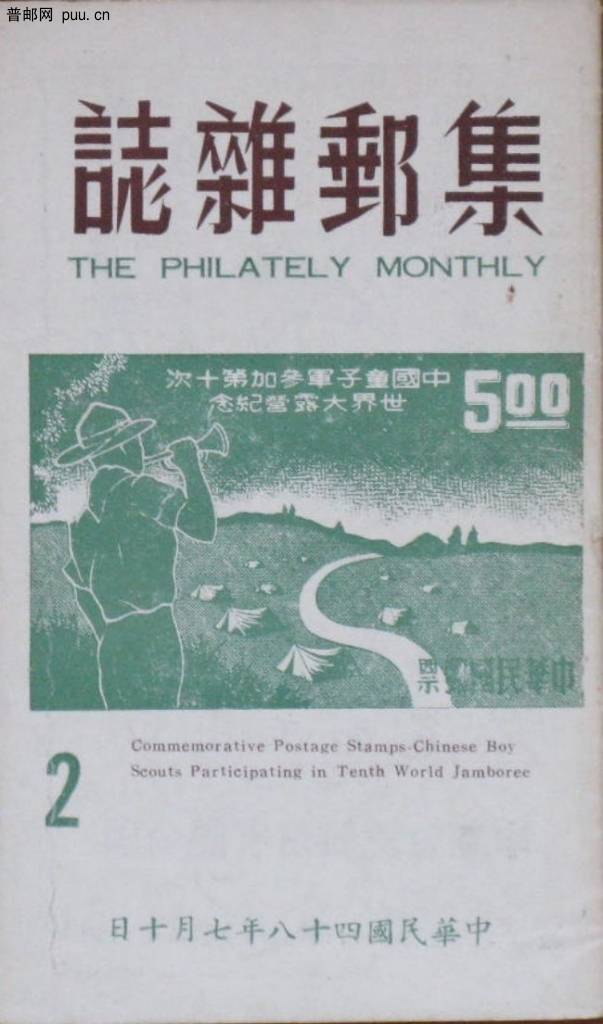 普邮网 puu.cn
集郵雜誌
THE PHILATELY MONTHLY
中國童子軍參加第十次
世界大露營紀念
500
中華民國郵票
2
Commemorative Postage Stamps-Chinese Boy
Scouts Participating in Tenth World Jamboree
中華民國四十八年七月十日